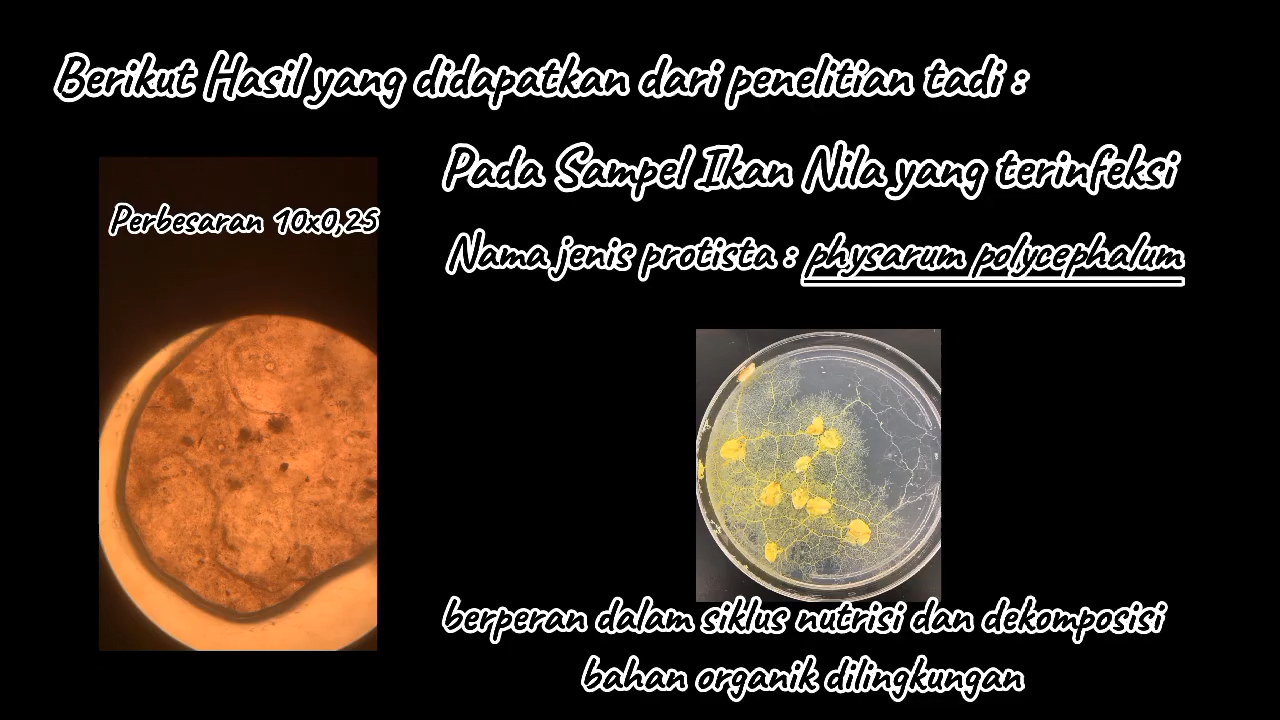 Berikut Hasil yang didapatkan dari penelitian tadi :
Pada Sampel Ikan Nila yang terinfeksi
Perbesaran 10x0,25
Nama jenis protista : physarum polycephalum
berperan dalam siklus nutrisi dan dekomposisi
bahan organik dilingkungan